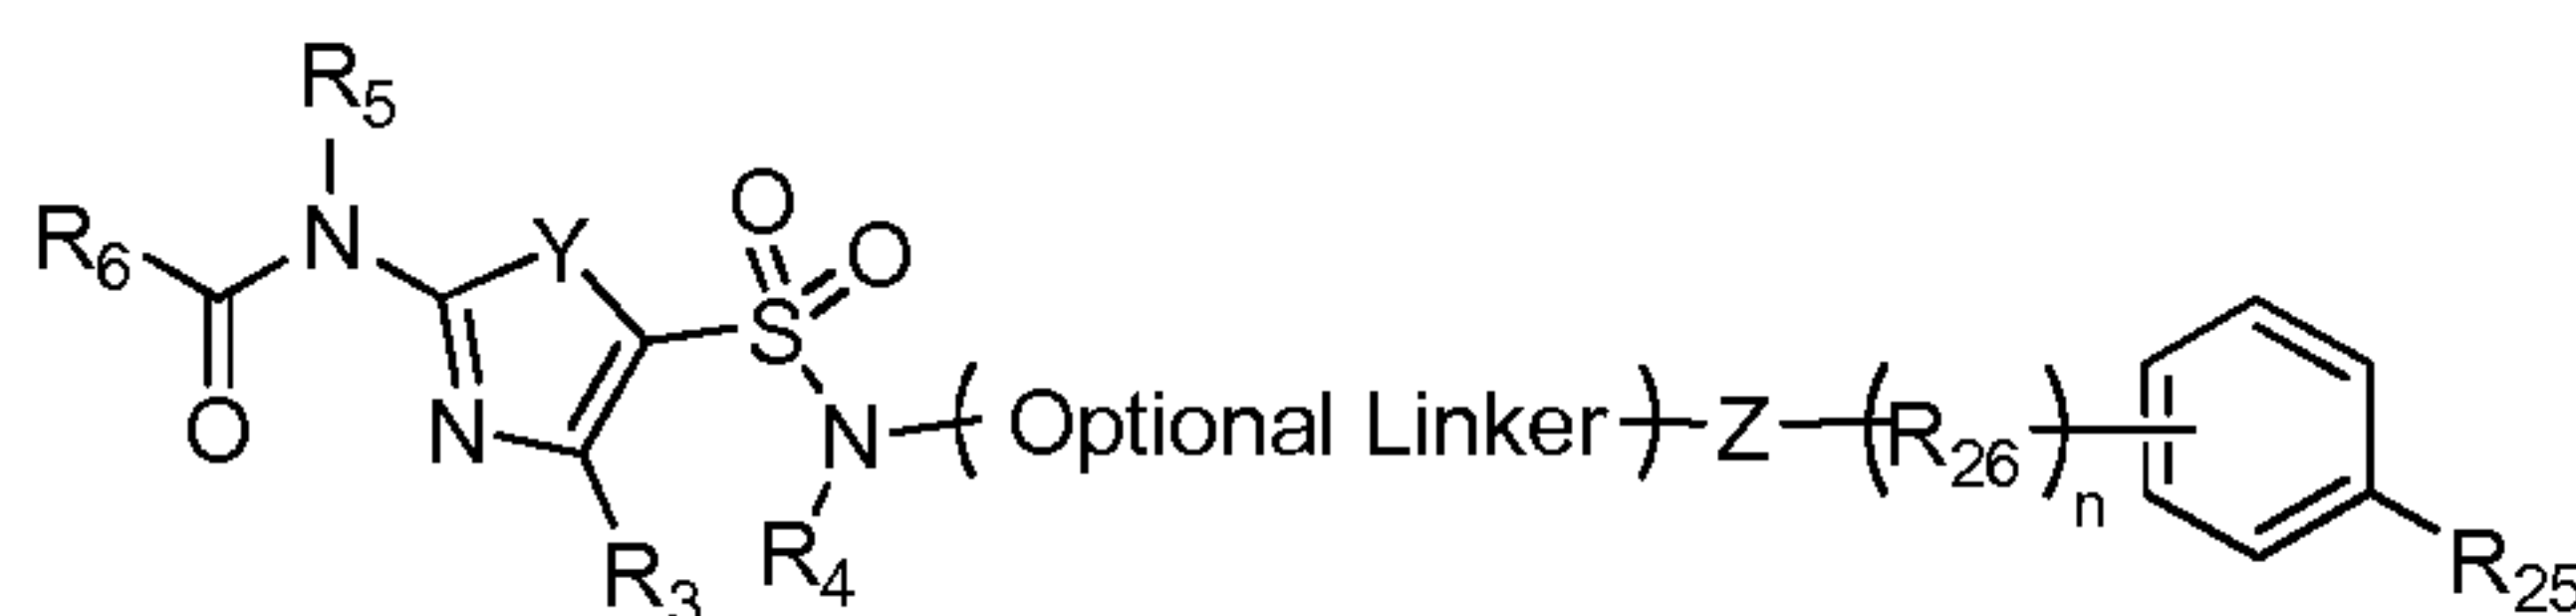 R5
O
R6 N Y O
S
O N N ( Optional Linker ) Z ( R26 ) n
R3 R4 R25